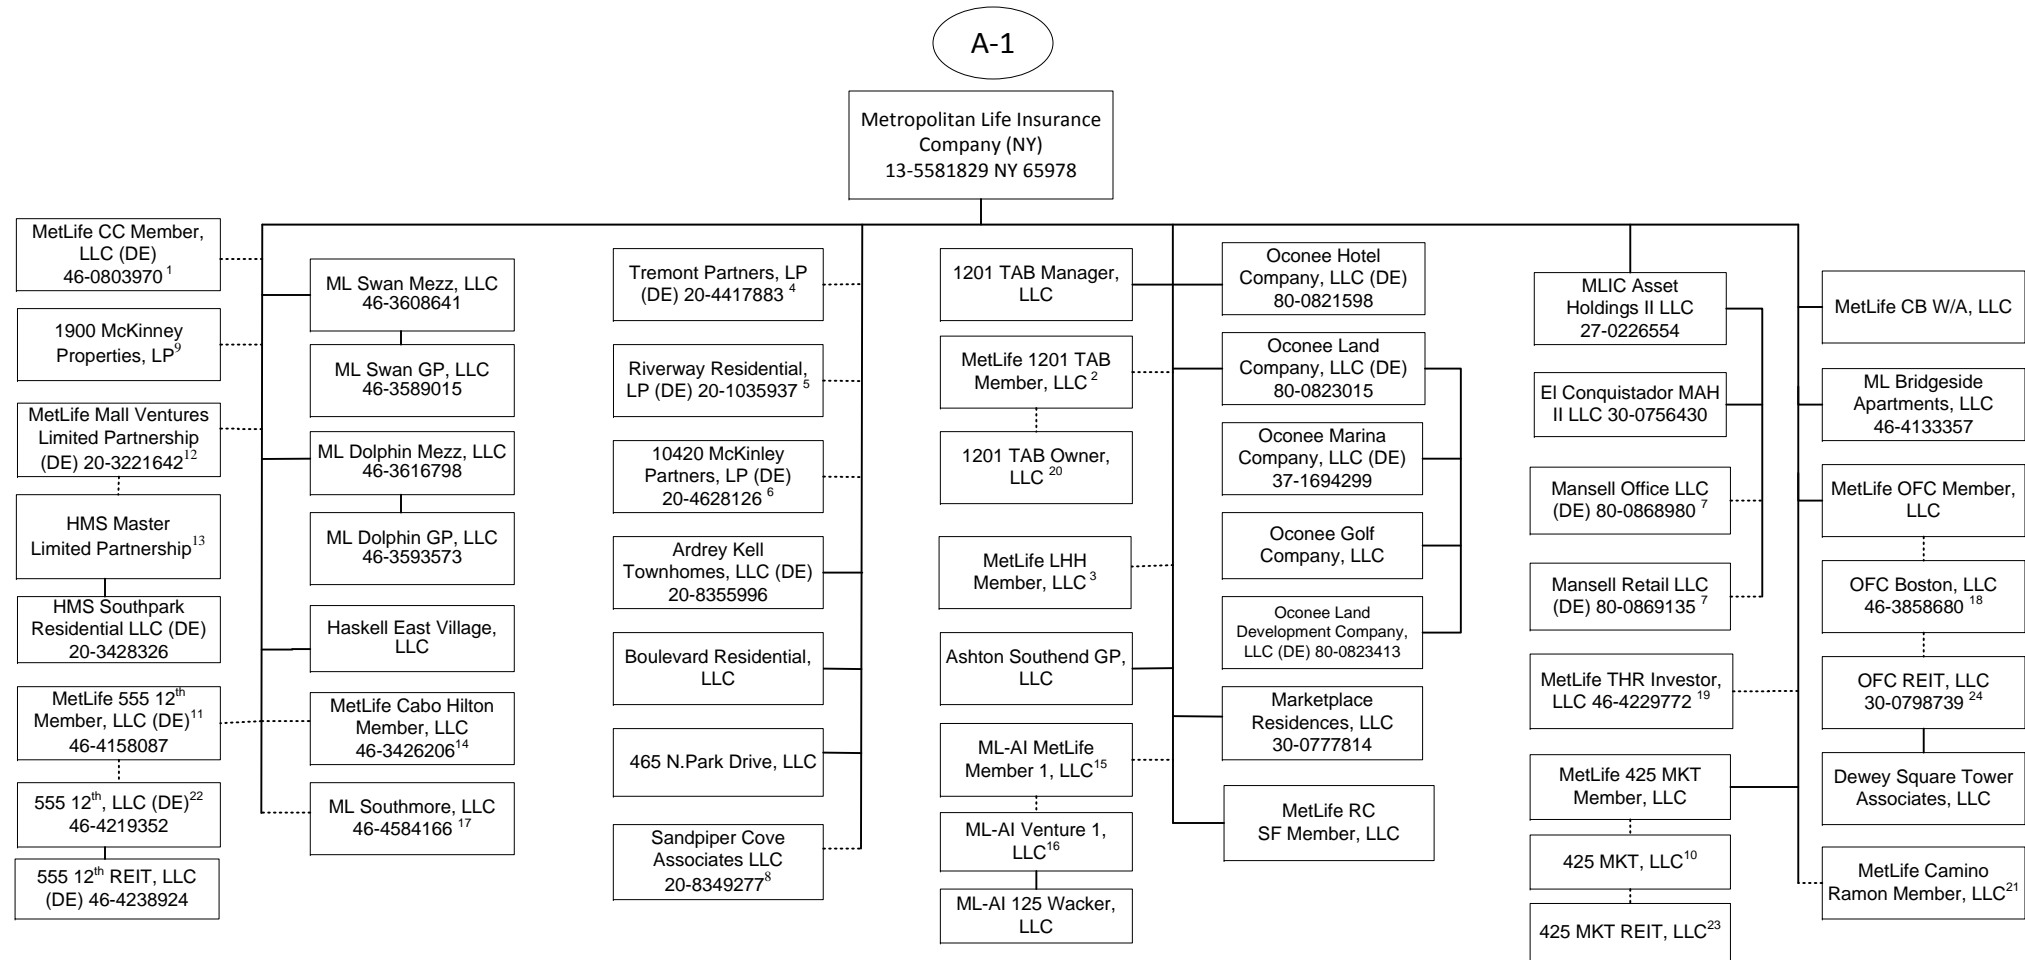 A-1
Metropolitan Life Insurance
Company (NY)
13-5581829 NY 65978
MetLife CC Member,
LLC (DE)
46-0803970 1
1900 McKinney
Properties, LP9
MetLife Mall Ventures
Limited Partnership
(DE) 20-322164212
HMS Master
Limited Partnership13
HMS Southpark
Residential LLC (DE)
20-3428326
MetLife 555 12th
Member, LLC (DE)11
46-4158087
555 12th, LLC (DE)22
46-4219352
555 12th REIT, LLC
(DE) 46-4238924
ML Swan Mezz, LLC
46-3608641
ML Swan GP, LLC
46-3589015
ML Dolphin Mezz, LLC
46-3616798
ML Dolphin GP, LLC
46-3593573
Haskell East Village,
LLC
MetLife Cabo Hilton
Member, LLC
46-342620614
ML Southmore, LLC
46-4584166 17
Tremont Partners, LP
(DE) 20-4417883 4
Riverway Residential,
LP (DE) 20-1035937 5
10420 McKinley
Partners, LP (DE)
20-4628126 6
Ardrey Kell
Townhomes, LLC (DE)
20-8355996
Boulevard Residential,
LLC
465 N.Park Drive, LLC
Sandpiper Cove
Associates LLC
20-83492778
1201 TAB Manager,
LLC
MetLife 1201 TAB
Member, LLC 2
1201 TAB Owner,
LLC 20
MetLife LHH
Member, LLC 3
Ashton Southend GP,
LLC
ML-AI MetLife
Member 1, LLC15
ML-AI Venture 1,
LLC16
ML-AI 125 Wacker,
LLC
Oconee Hotel
Company, LLC (DE)
80-0821598
Oconee Land
Company, LLC (DE)
80-0823015
Oconee Marina
Company, LLC (DE)
37-1694299
Oconee Golf
Company, LLC
Oconee Land
Development Company,
LLC (DE) 80-0823413
Marketplace
Residences, LLC
30-0777814
MetLife RC
SF Member, LLC
MLIC Asset
Holdings II LLC
27-0226554
El Conquistador MAH
II LLC 30-0756430
Mansell Office LLC
(DE) 80-0868980 7
Mansell Retail LLC
(DE) 80-0869135 7
MetLife THR Investor,
LLC 46-4229772 19
MetLife 425 MKT
Member, LLC
425 MKT, LLC10
425 MKT REIT, LLC23
MetLife CB W/A, LLC
ML Bridgeside
Apartments, LLC
46-4133357
MetLife OFC Member,
LLC
OFC Boston, LLC
46-3858680 18
OFC REIT, LLC
30-0798739 24
Dewey Square Tower
Associates, LLC
MetLife Camino
Ramon Member, LLC21